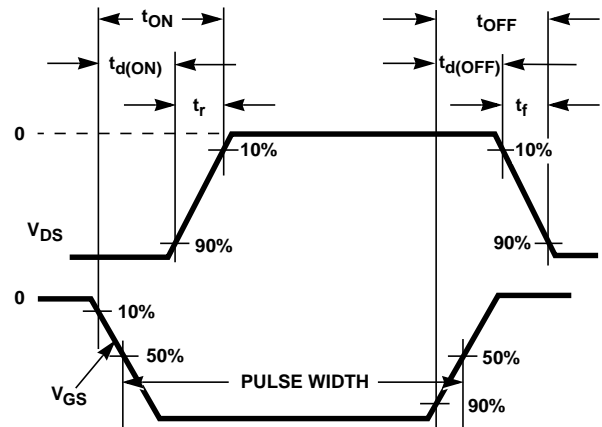 tON tOFF
td(ON) td(OFF)
tr tf
0
10% 10%
VDS
90% 90%
0
10%
50% 50%
VGS
PULSE WIDTH
90%